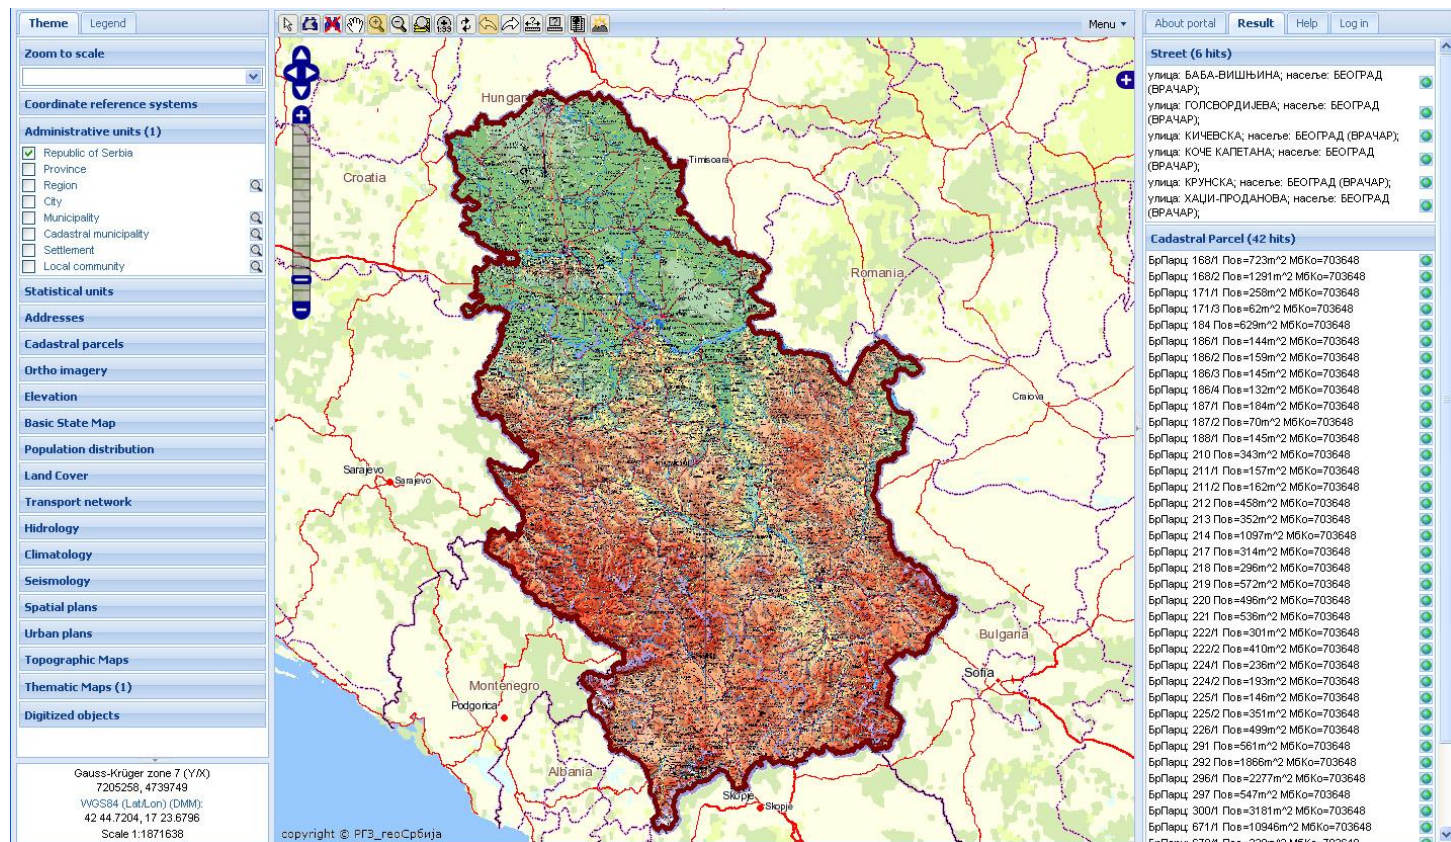 Theme
Legend
Zoom to scale
Coordinate reference systems
Administrative units (1)
Republic of Serbia
Province
Region
City
Municipality
Cadastral municipality
Settlement
Local community
Statistical units
Addresses
Cadastral parcels
Ortho imagery
Elevation
Basic State Map
Population distribution
Land Cover
Transport network
Hidrology
Climatology
Seismology
Spatial plans
Urban plans
Topographic Maps
Thematic Maps (1)
Digitized objects
Gauss-Krüger zone 7 (Y/X)
7205258, 4739749
WGS84 (Lat/Lon) (DMM):
42 44.7204, 17 23.6796
Scale 1:1871638
1:33
Menu
Hungar
Timisoara
Croatia
Romania
Craiova
Sarajevo
Sarajevo
Bulgaria
Sofia
Montenegro
Podgorica
Albania
Skopje
Skopje
copyright © РГЗ_геоСрбија
About portal
Result
Help
Log in
Street (6 hits)
улица: БАБА-ВИШЊИНА; насеље: БЕОГРАД
(ВРАЧАР);
улица: ГОЛСВОРДИЈЕВА; насеље: БЕОГРАД
(ВРАЧАР);
улица: КИЧЕВСКА; насеље: БЕОГРАД (ВРАЧАР);
улица: КОЧЕ КАПЕТАНА; насеље: БЕОГРАД
(ВРАЧАР);
улица: КРУНСКА; насеље: БЕОГРАД (ВРАЧАР);
улица: ХАЏИ-ПРОДАНОВА; насеље: БЕОГРАД
(ВРАЧАР);
Cadastral Parcel (42 hits)
БрПарц: 168/1 Пов=723m^2 МбКо=703648
БрПарц: 168/2 Пов=1291m^2 МбКо=703648
БрПарц: 171/1 Пов=258m^2 МбКо=703648
БрПарц: 171/3 Пов=62m^2 МбКо=703648
БрПарц: 184 Пов=629m^2 МбКо=703648
БрПарц: 186/1 Пов=144m^2 МбКо=703648
БрПарц: 186/2 Пов=159m^2 МбКо=703648
БрПарц: 186/3 Пов=145m^2 МбКо=703648
БрПарц: 186/4 Пов=132m^2 МбКо=703648
БрПарц: 187/1 Пов=184m^2 МбКо=703648
БрПарц: 187/2 Пов=70m^2 МбКо=703648
БрПарц: 188/1 Пов=145m^2 МбКо=703648
БрПарц: 210 Пов=343m^2 МбКо=703648
БрПарц: 211/1 Пов=157m^2 МбКо=703648
БрПарц: 211/2 Пов=162m^2 МбКо=703648
БрПарц: 212 Пов=458m^2 МбКо=703648
БрПарц: 213 Пов=352m^2 МбКо=703648
БрПарц: 214 Пов=1097m^2 МбКо=703648
БрПарц: 217 Пов=314m^2 МбКо=703648
БрПарц: 218 Пов=296m^2 МбКо=703648
БрПарц: 219 Пов=572m^2 МбКо=703648
БрПарц: 220 Пов=496m^2 МбКо=703648
БрПарц: 221 Пов=536m^2 МбКо=703648
БрПарц: 222/1 Пов=301m^2 МбКо=703648
БрПарц: 222/2 Пов=410m^2 МбКо=703648
БрПарц: 224/1 Пов=236m^2 МбКо=703648
БрПарц: 224/2 Пов=193m^2 МбКо=703648
БрПарц: 225/1 Пов=146m^2 МбКо=703648
БрПарц: 225/2 Пов=351m^2 МбКо=703648
БрПарц: 226/1 Пов=499m^2 МбКо=703648
БрПарц: 291 Пов=561m^2 МбКо=703648
БрПарц: 292 Пов=1866m^2 МбКо=703648
БрПарц: 296/1 Пов=2277m^2 МбКо=703648
БрПарц: 297 Пов=547m^2 МбКо=703648
БрПарц: 300/1 Пов=3181m^2 МбКо=703648
БрПарц: 671/1 Пов=10946m^2 МбКо=703648